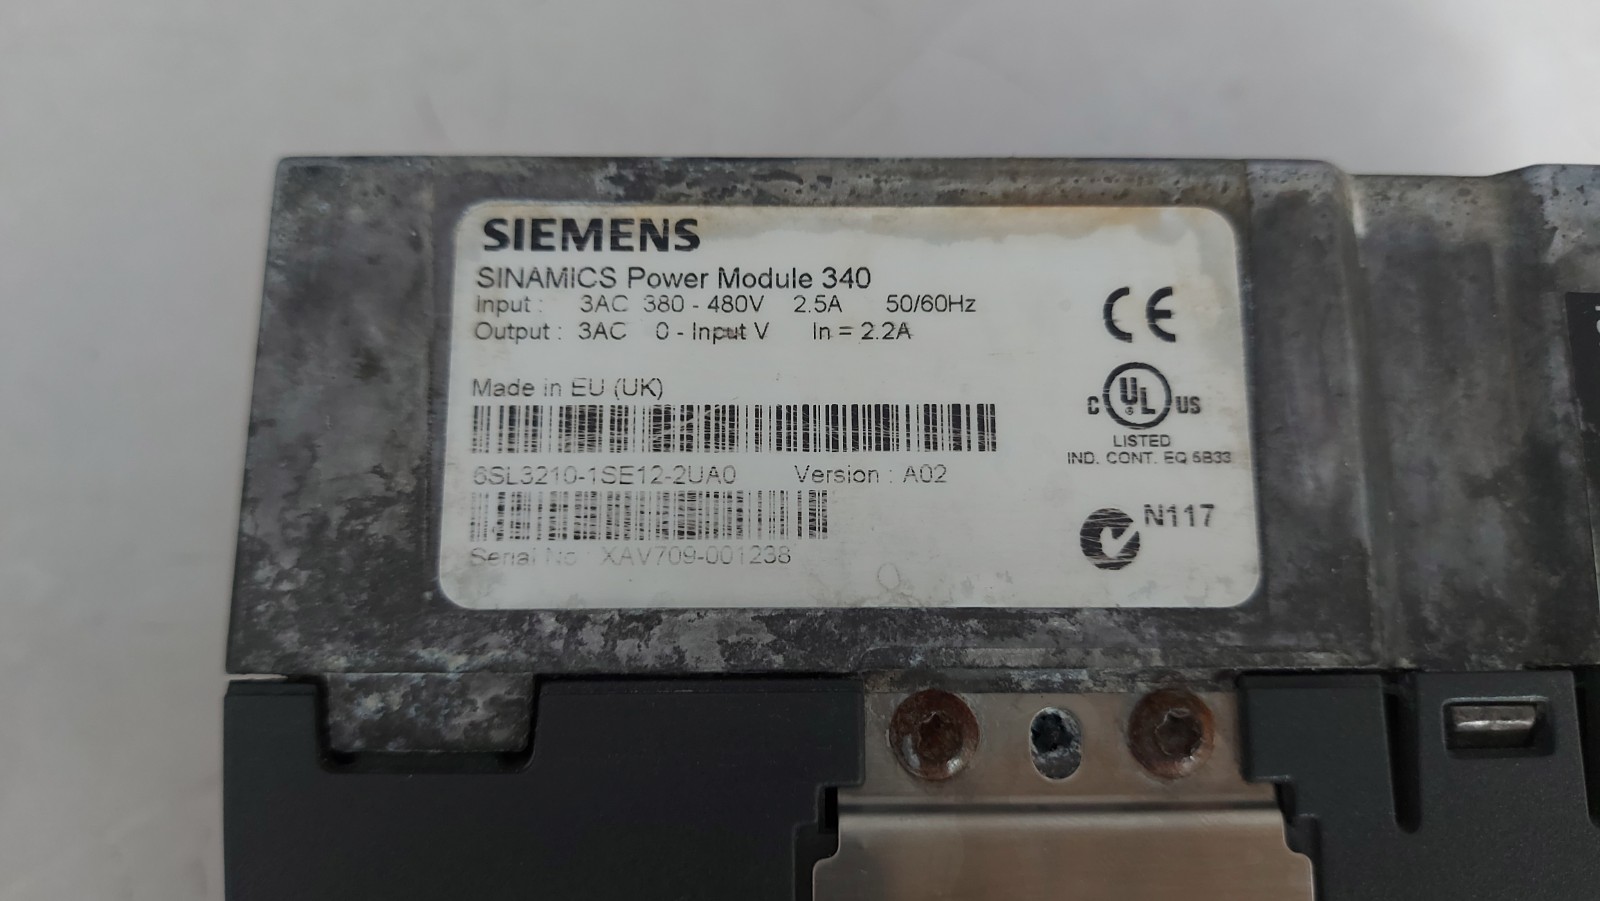 SIEMENS
SINAMICS Power Module 340
Input : 3AC 380 - 480V 2.5A 50/60Hz
Output : 3AC 0 - Input V In = 2.2A
Made in EU (UK)
6SL3210-1SE12-2UA0 Version : A02
Serial No: XAV709-001238
CE
C UL US
LISTED
IND. CONT. EQ 5B33
N117